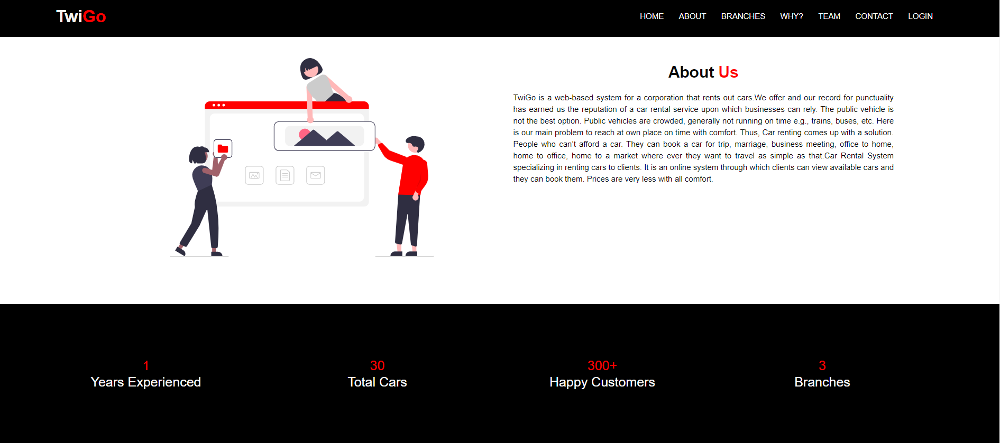 TwiGo
HOME ABOUT BRANCHES WHY? TEAM CONTACT LOGIN
About Us
TwiGo is a web-based system for a corporation that rents out cars.We offer and our record for punctuality
has earned us the reputation of a car rental service upon which businesses can rely. The public vehicle is
not the best option. Public vehicles are crowded, generally not running on time e.g., trains, buses, etc. Here
is our main problem to reach at own place on time with comfort. Thus, Car renting comes up with a solution.
People who can’t afford a car. They can book a car for trip, marriage, business meeting, office to home,
home to office, home to a market where ever they want to travel as simple as that.Car Rental System
specializing in renting cars to clients. It is an online system through which clients can view available cars and
they can book them. Prices are very less with all comfort.
1
Years Experienced
30
Total Cars
300+
Happy Customers
3
Branches